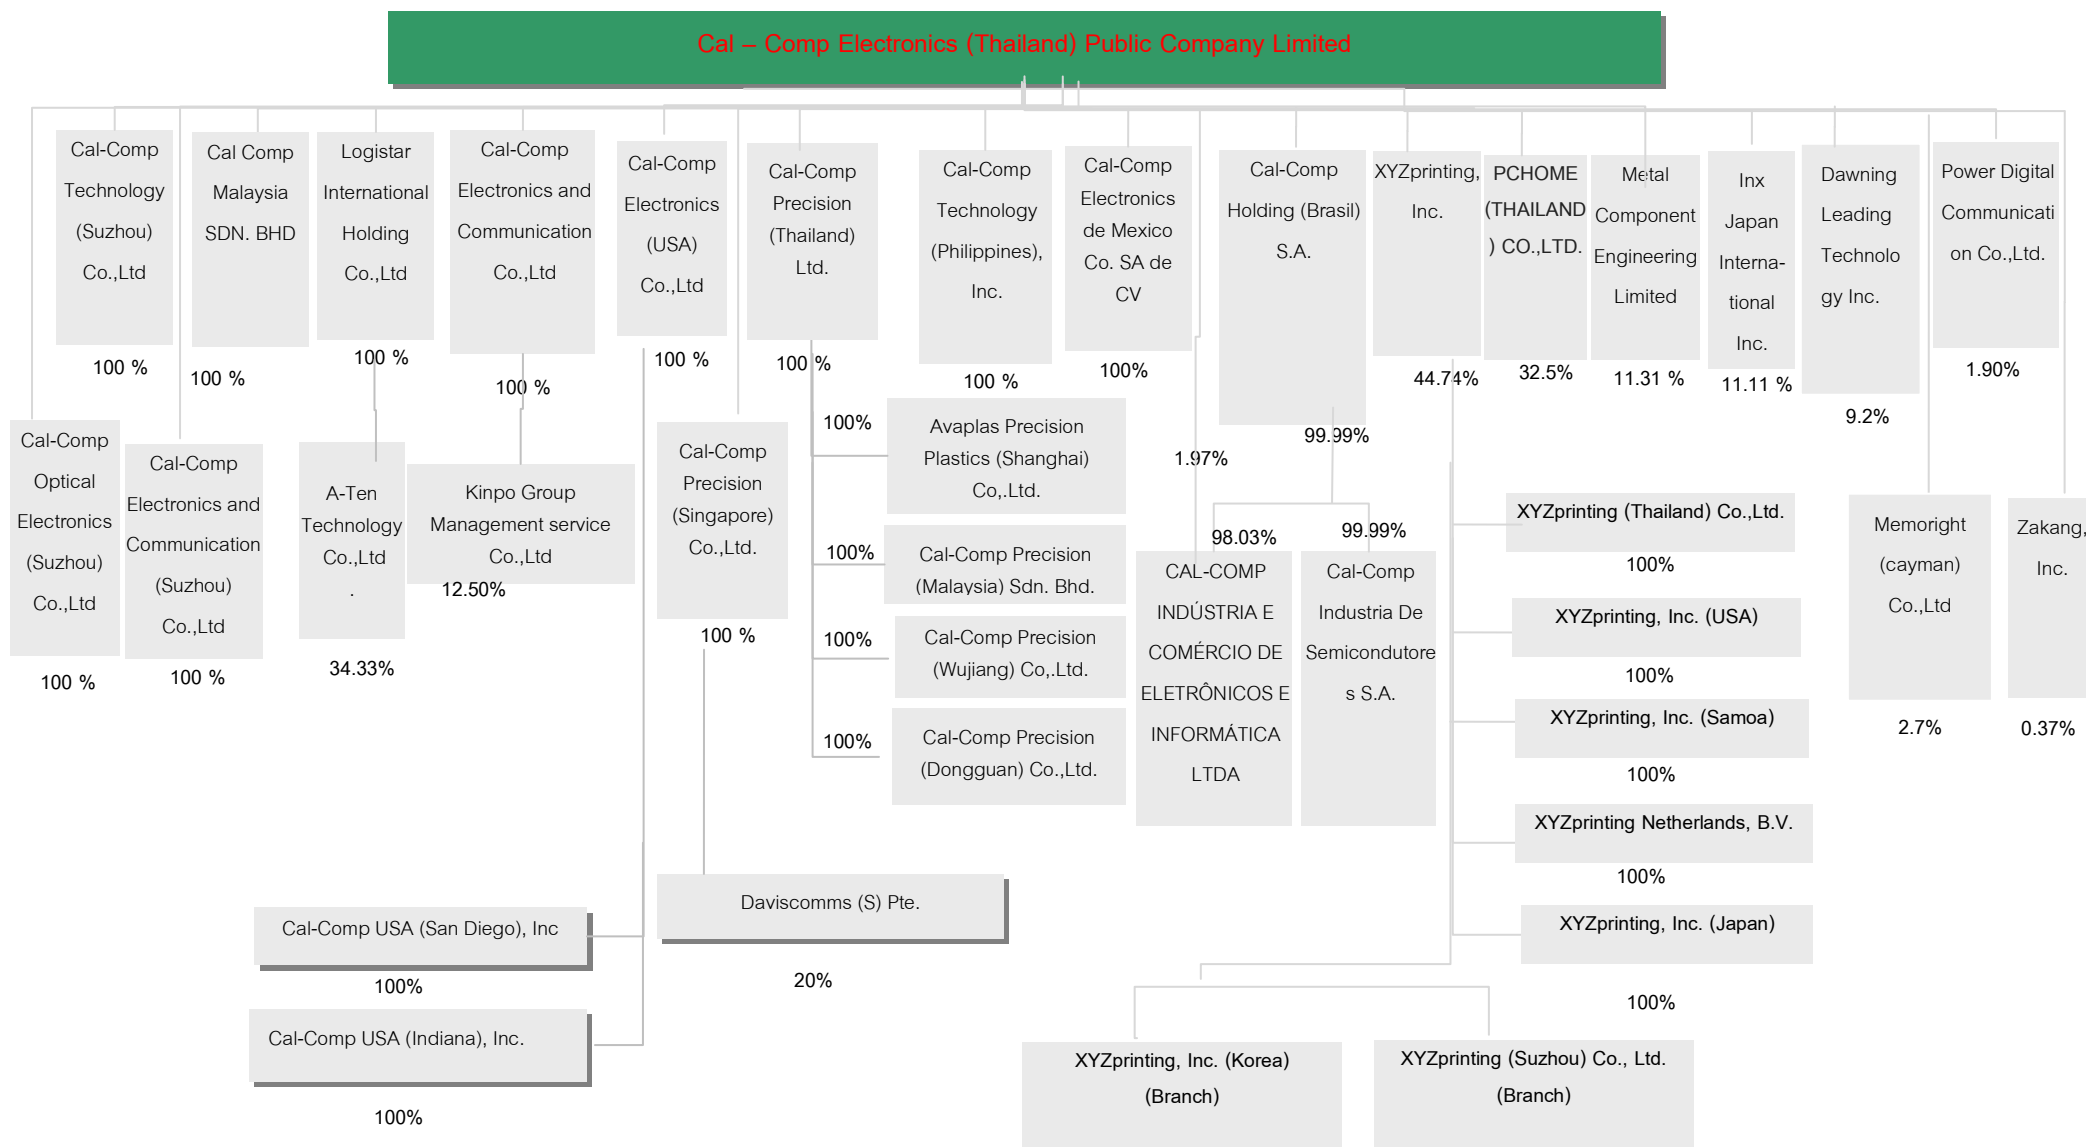 Cal – Comp Electronics (Thailand) Public Company Limited
Cal-Comp
Technology
(Suzhou)
Co.,Ltd
100 %
Cal Comp
Malaysia
SDN. BHD
100 %
Logistar
International
Holding
Co.,Ltd
100 %
Cal-Comp
Electronics and
Communication
Co.,Ltd
100 %
Cal-Comp
Electronics
(USA)
Co.,Ltd
100 %
Cal-Comp
Precision
(Thailand)
Ltd.
100 %
Cal-Comp
Technology
(Philippines),
Inc.
100 %
Cal-Comp
Electronics
de Mexico
Co. SA de
CV
100%
Cal-Comp
Holding (Brasil)
S.A.
99.99%
XYZprinting,
Inc.
44.74%
PCHOME
(THAILAND
) CO.,LTD.
32.5%
Metal
Component
Engineering
Limited
11.31 %
Inx
Japan
Interna-
tional
Inc.
11.11 %
Dawning
Leading
Technolo
gy Inc.
9.2%
Power Digital
Communicati
on Co.,Ltd.
1.90%
Cal-Comp
Optical
Electronics
(Suzhou)
Co.,Ltd
100 %
Cal-Comp
Electronics and
Communication
(Suzhou)
Co.,Ltd
100 %
A-Ten
Technology
Co.,Ltd
.
34.33%
Kinpo Group
Management service
Co.,Ltd
12.50%
Cal-Comp
Precision
(Singapore)
Co.,Ltd.
100 %
100%
Avaplas Precision
Plastics (Shanghai)
Co,.Ltd.
100%
Cal-Comp Precision
(Malaysia) Sdn. Bhd.
100%
Cal-Comp Precision
(Wujiang) Co,.Ltd.
100%
Cal-Comp Precision
(Dongguan) Co.,Ltd.
1.97%
98.03%
CAL-COMP
INDÚSTRIA E
COMÉRCIO DE
ELETRÔNICOS E
INFORMÁTICA
LTDA
99.99%
Cal-Comp
Industria De
Semicondutore
s S.A.
XYZprinting (Thailand) Co.,Ltd.
100%
XYZprinting, Inc. (USA)
100%
XYZprinting, Inc. (Samoa)
100%
XYZprinting Netherlands, B.V.
100%
XYZprinting, Inc. (Japan)
100%
Memoright
(cayman)
Co.,Ltd
2.7%
Zakang,
Inc.
0.37%
Cal-Comp USA (San Diego), Inc
100%
Cal-Comp USA (Indiana), Inc.
100%
Daviscomms (S) Pte.
20%
XYZprinting, Inc. (Korea)
(Branch)
XYZprinting (Suzhou) Co., Ltd.
(Branch)